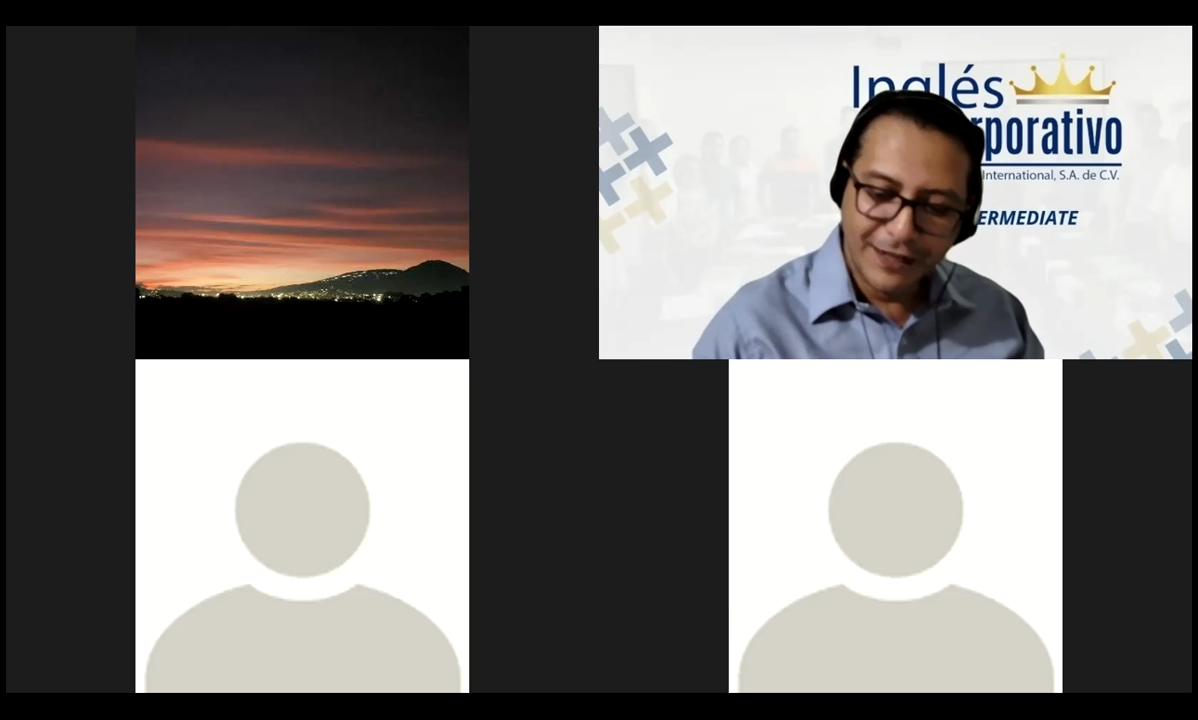 Inglés
rporativo
International, S.A. de C.V.
ERMEDIATE